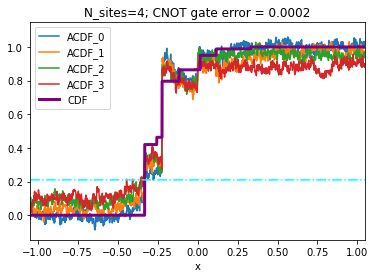 N_sites=4; CNOT gate error = 0.0002
ACDF_0
ACDF_1
ACDF_2
ACDF_3
CDF
1.0
0.8
0.6
0.4
0.2
0.0
−1.00 −0.75 −0.50 −0.25 0.00 0.25 0.50 0.75 1.00
x